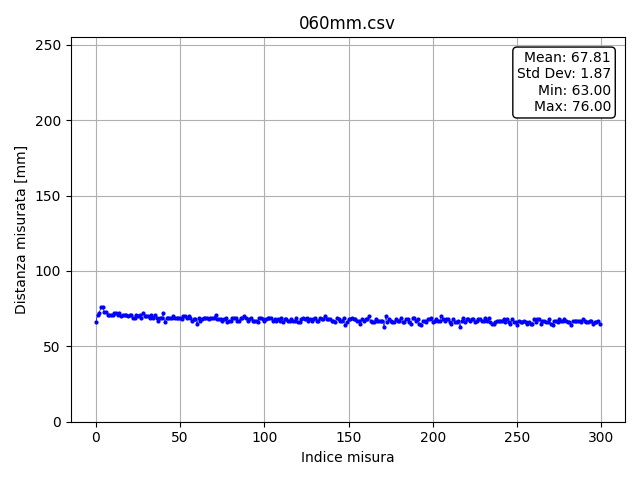 060mm.csv
Mean: 67.81
Std Dev: 1.87
Min: 63.00
Max: 76.00
250
200
150
100
50
0
Distanza misurata [mm]
0 50 100 150 200 250 300
Indice misura